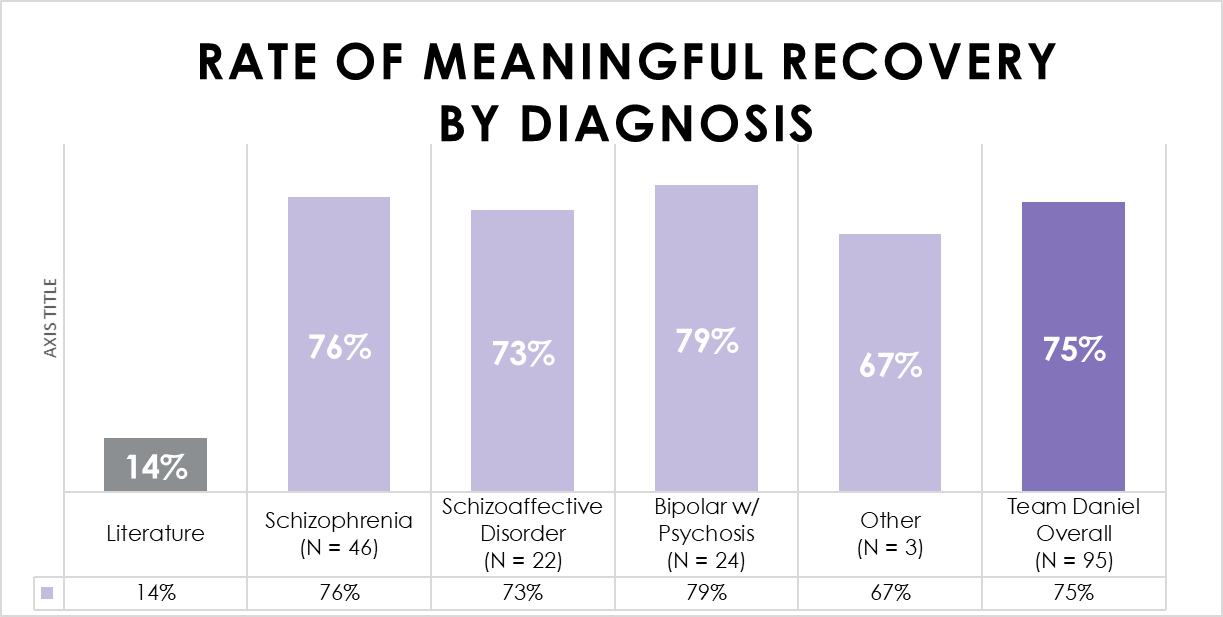 RATE OF MEANINGFUL RECOVERY
BY DIAGNOSIS
AXIS TITLE
14%
76%
73%
79%
67%
75%
Literature
Schizophrenia
(N = 46)
Schizoaffective
Disorder
(N = 22)
Bipolar w/
Psychosis
(N = 24)
Other
(N = 3)
Team Daniel
Overall
(N = 95)
14%
76%
73%
79%
67%
75%